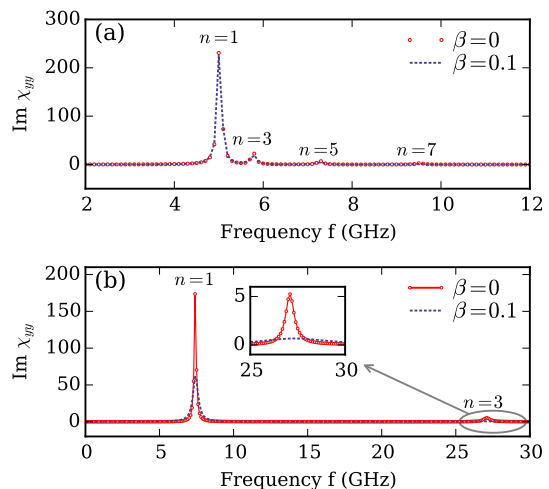 (a)
n=1
n=3
n=5
n=7
β=0
β=0.1
Im χyy
300
200
100
0
2 4 6 8 10 12
Frequency f (GHz)
(b)
n=1
n=3
β=0
β=0.1
Im χyy
200
150
100
50
0
5
0
25 30
0 5 10 15 20 25 30
Frequency f (GHz)